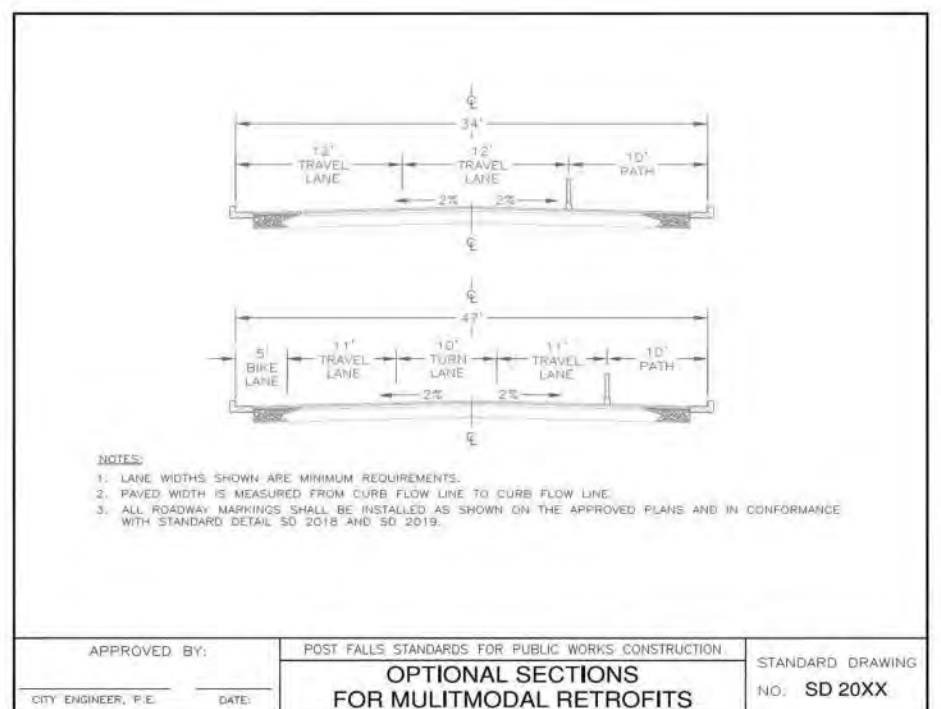 ℄
34'
12'
TRAVEL
LANE
12'
TRAVEL
LANE
10'
PATH
2% 2%
℄
℄
47'
5'
BIKE
LANE
11'
TRAVEL
LANE
10'
TURN
LANE
11'
TRAVEL
LANE
10'
PATH
2% 2%
℄
NOTES:
1. LANE WIDTHS SHOWN ARE MINIMUM REQUIREMENTS.
2. PAVED WIDTH IS MEASURED FROM CURB FLOW LINE TO CURB FLOW LINE.
3. ALL ROADWAY MARKINGS SHALL BE INSTALLED AS SHOWN ON THE APPROVED PLANS AND IN CONFORMANCE
WITH STANDARD DETAIL SD 2018 AND SD 2019.
APPROVED BY:
CITY ENGINEER, P.E. DATE:
POST FALLS STANDARDS FOR PUBLIC WORKS CONSTRUCTION
OPTIONAL SECTIONS
FOR MULITMODAL RETROFITS
STANDARD DRAWING
NO. SD 20XX